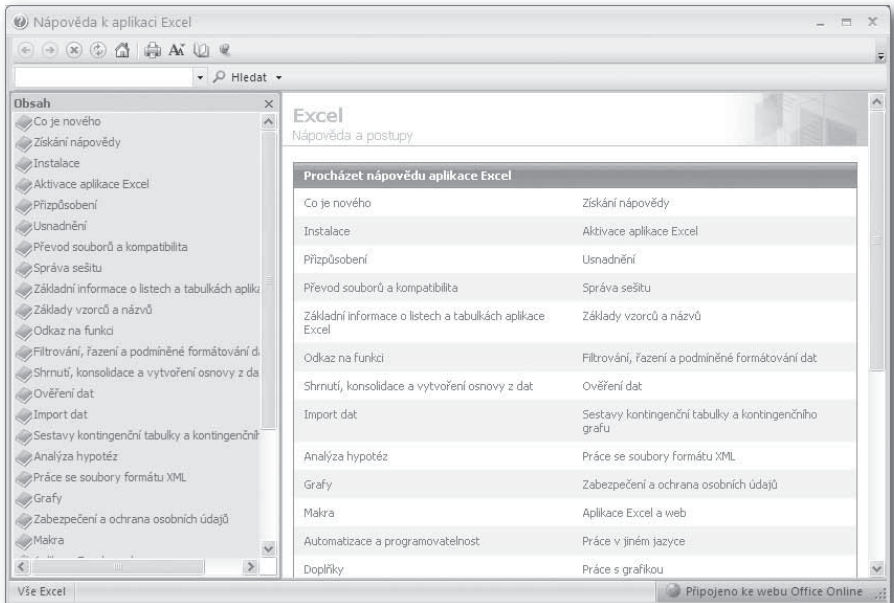 Nápověda k aplikaci Excel
Hledat
Obsah
Co je nového
Získání nápovědy
Instalace
Aktivace aplikace Excel
Přizpůsobení
Usnadnění
Převod souborů a kompatibilita
Správa sešitu
Základní informace o listech a tabulkách aplik
Základy vzorců a názvů
Odkaz na funkci
Filtrování, řazení a podmíněné formátování d
Shrnutí, konsolidace a vytvoření osnovy z da
Ověření dat
Import dat
Sestavy kontingenční tabulky a kontingenčníh
Analýza hypotéz
Práce se soubory formátu XML
Grafy
Zabezpečení a ochrana osobních údajů
Makra
Excel
Nápověda a postupy
Procházet nápovědu aplikace Excel
Co je nového Získání nápovědy
Instalace Aktivace aplikace Excel
Přizpůsobení Usnadnění
Převod souborů a kompatibilita Správa sešitu
Základní informace o listech a tabulkách aplikace Základy vzorců a názvů
Excel
Odkaz na funkci Filtrování, řazení a podmíněné formátování dat
Shrnutí, konsolidace a vytvoření osnovy z dat Ověření dat
Import dat Sestavy kontingenční tabulky a kontingenčního
grafu
Analýza hypotéz Práce se soubory formátu XML
Grafy Zabezpečení a ochrana osobních údajů
Makra Aplikace Excel a web
Automatizace a programovatelnost Práce v jiném jazyce
Doplňky Práce s grafikou
Vše Excel
Připojeno ke webu Office Online